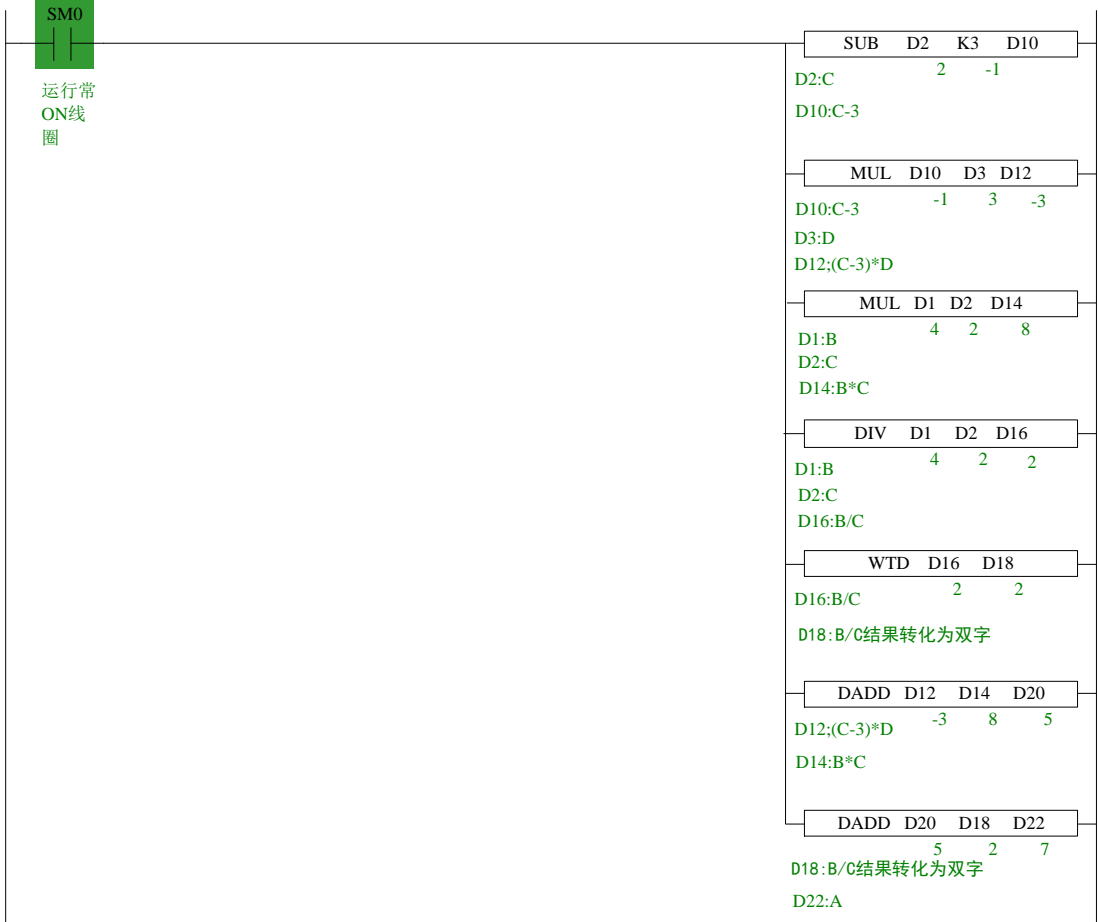 SM0
运行常
ON线
圈
SUB D2 K3 D10
2 -1
D2:C
D10:C-3
MUL D10 D3 D12
-1 3 -3
D10:C-3
D3:D
D12;(C-3)*D
MUL D1 D2 D14
4 2 8
D1:B
D2:C
D14:B*C
DIV D1 D2 D16
4 2 2
D1:B
D2:C
D16:B/C
WTD D16 D18
2 2
D16:B/C
D18:B/C结果转化为双字
DADD D12 D14 D20
-3 8 5
D12;(C-3)*D
D14:B*C
DADD D20 D18 D22
5 2 7
D18:B/C结果转化为双字
D22:A